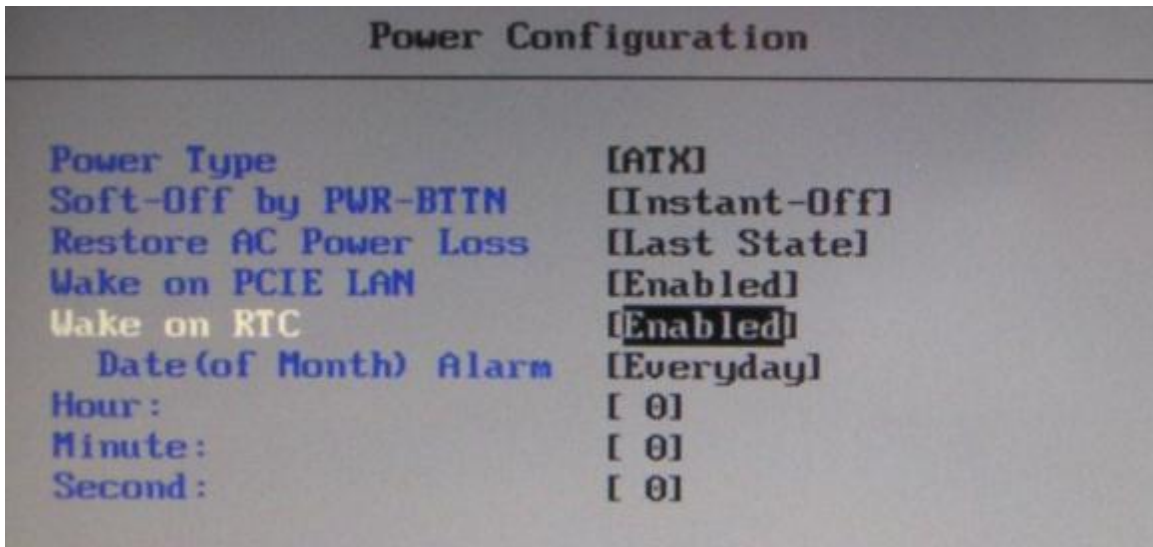 Power Configuration
Power Type [ATX]
Soft-Off by PWR-BTTN [Instant-Off]
Restore AC Power Loss [Last State]
Wake on PCIE LAN [Enabled]
Wake on RTC [Enabled]
Date(of Month) Alarm [Everyday]
Hour: [ 0]
Minute: [ 0]
Second: [ 0]